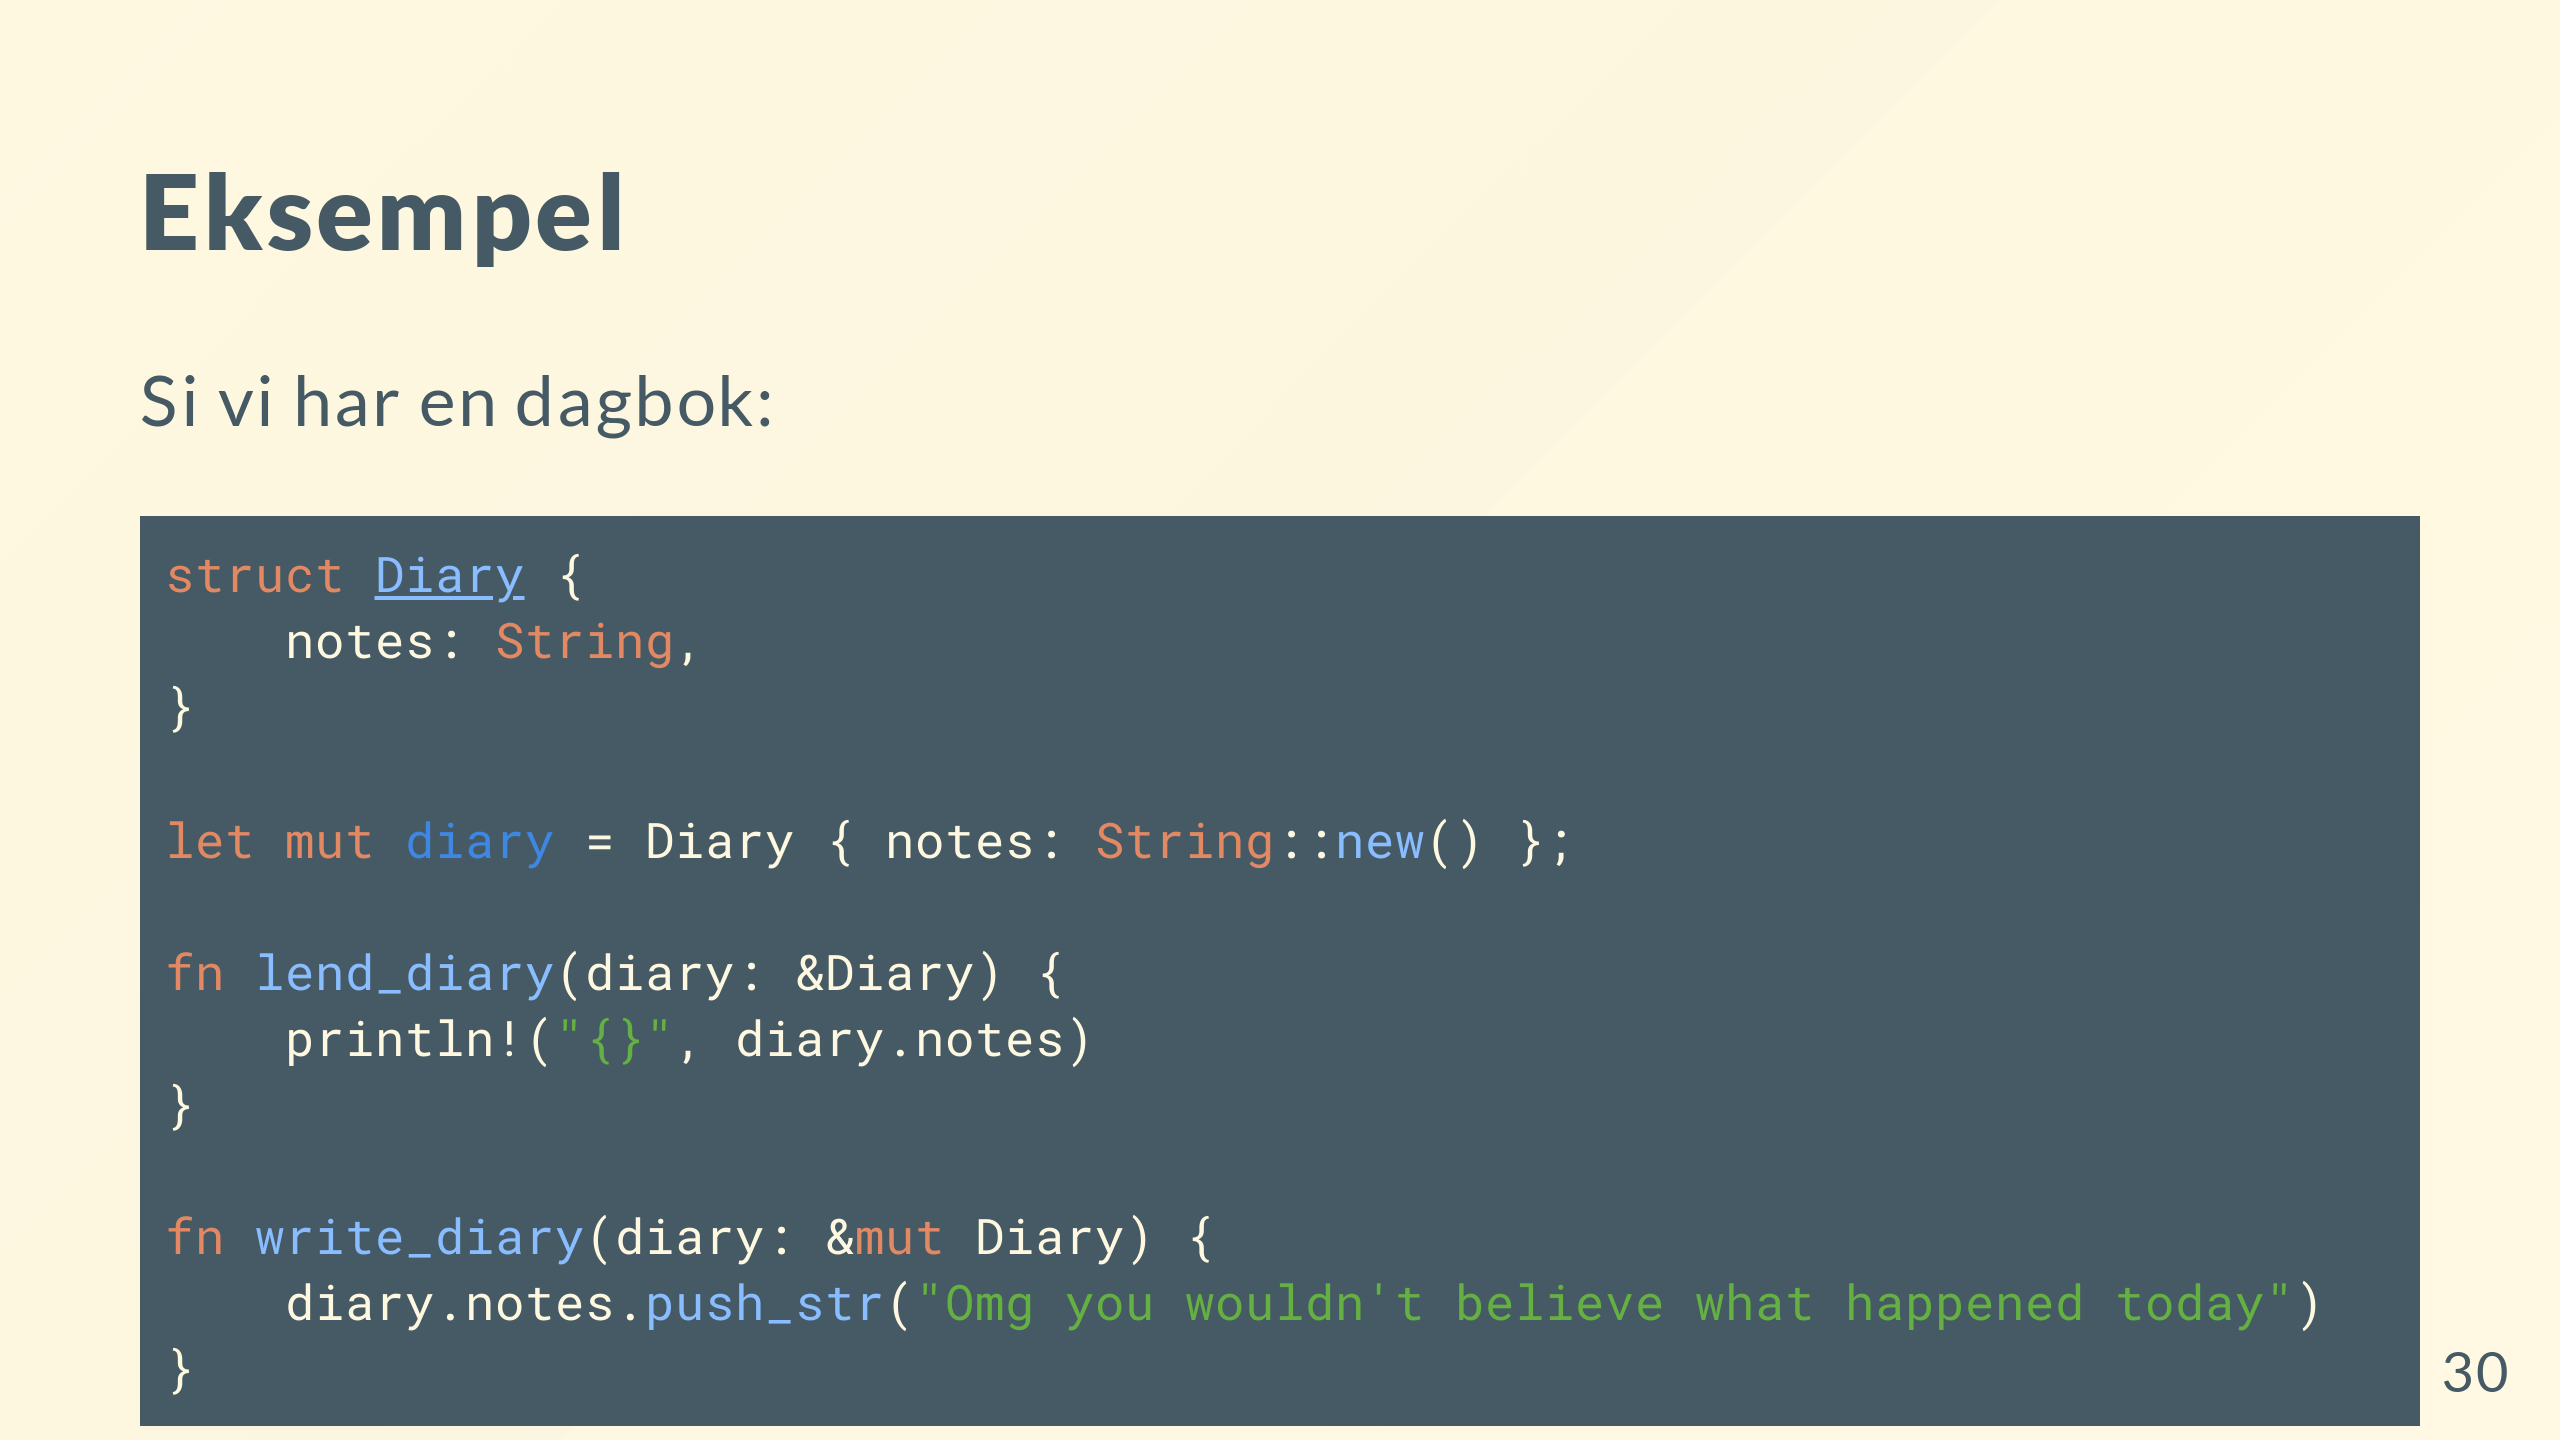 Eksempel
Si vi har en dagbok:
struct Diary {
    notes: String,
}

let mut diary = Diary { notes: String::new() };

fn lend_diary(diary: &Diary) {
    println!("{}", diary.notes)
}

fn write_diary(diary: &mut Diary) {
    diary.notes.push_str("Omg you wouldn't believe what happened today")
}
30